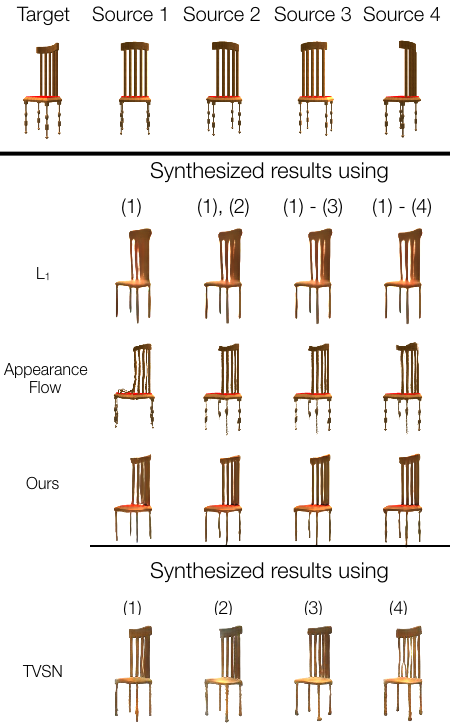 Target Source 1 Source 2 Source 3 Source 4
Synthesized results using
(1) (1), (2) (1) - (3) (1) - (4)
L₁
Appearance
Flow
Ours
Synthesized results using
(1) (2) (3) (4)
TVSN